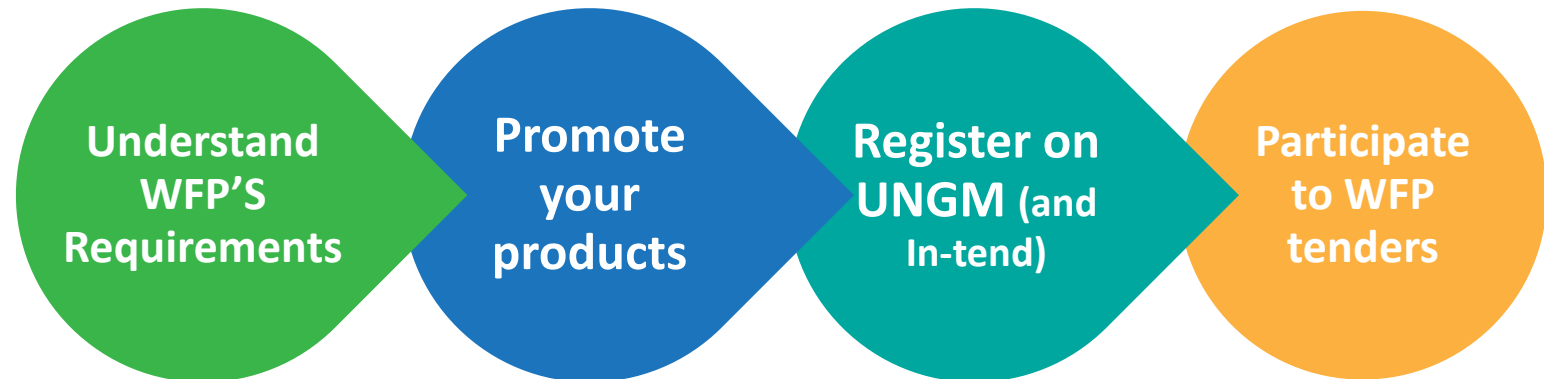 Understand
WFP’S
Requirements
Promote
your
products
Register on
UNGM (and
In-tend)
Participate
to WFP
tenders